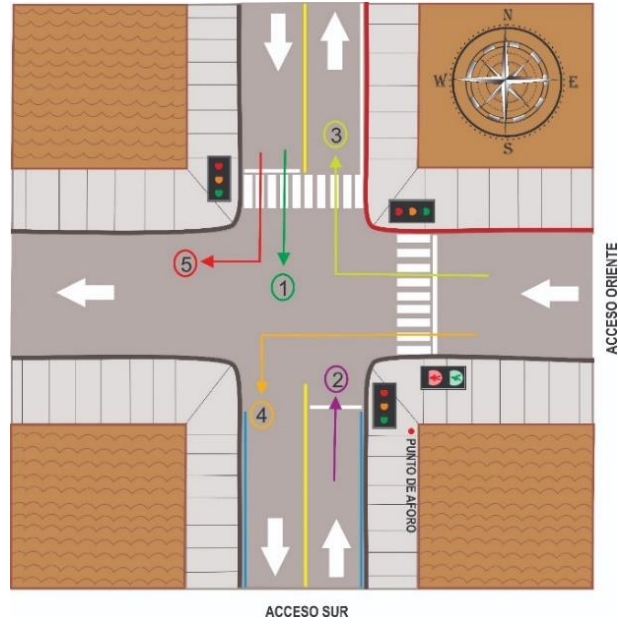 N
W E
S
3
5
1
ACCESO ORIENTE
2
4
PUNTO DE AFORO
ACCESO SUR